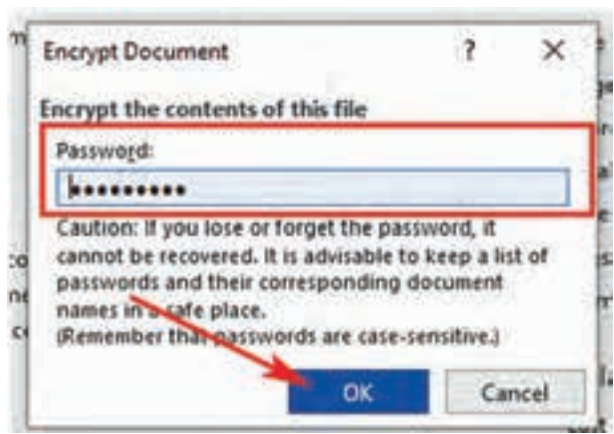 Encrypt Document ? ✕
Encrypt the contents of this file
Password:
●●●●●●●●●
Caution: If you lose or forget the password, it
cannot be recovered. It is advisable to keep a list of
passwords and their corresponding document
names in a safe place.
(Remember that passwords are case-sensitive.)
OK Cancel